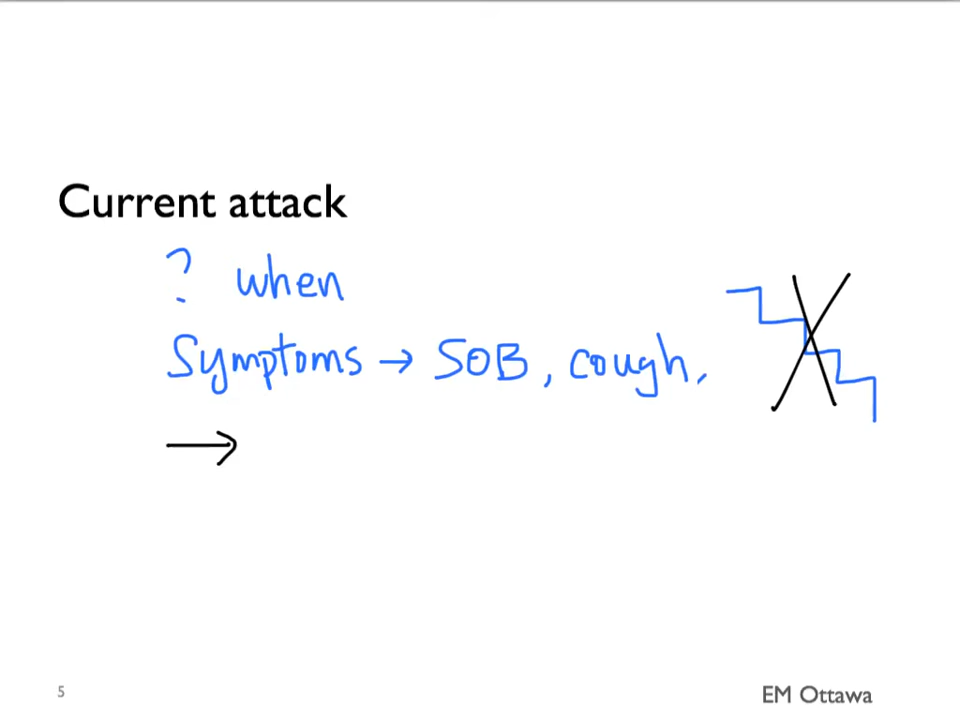 Current attack
? when
Symptoms → SOB, cough,
→
5
EM Ottawa